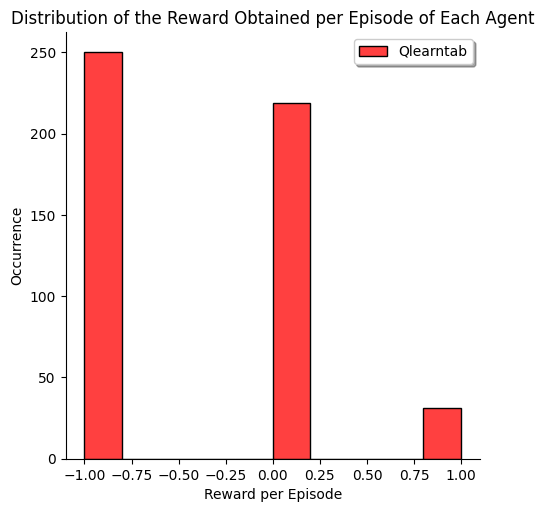 Distribution of the Reward Obtained per Episode of Each Agent
Qlearntab
Occurrence
250
200
150
100
50
0
−1.00 −0.75 −0.50 −0.25 0.00 0.25 0.50 0.75 1.00
Reward per Episode